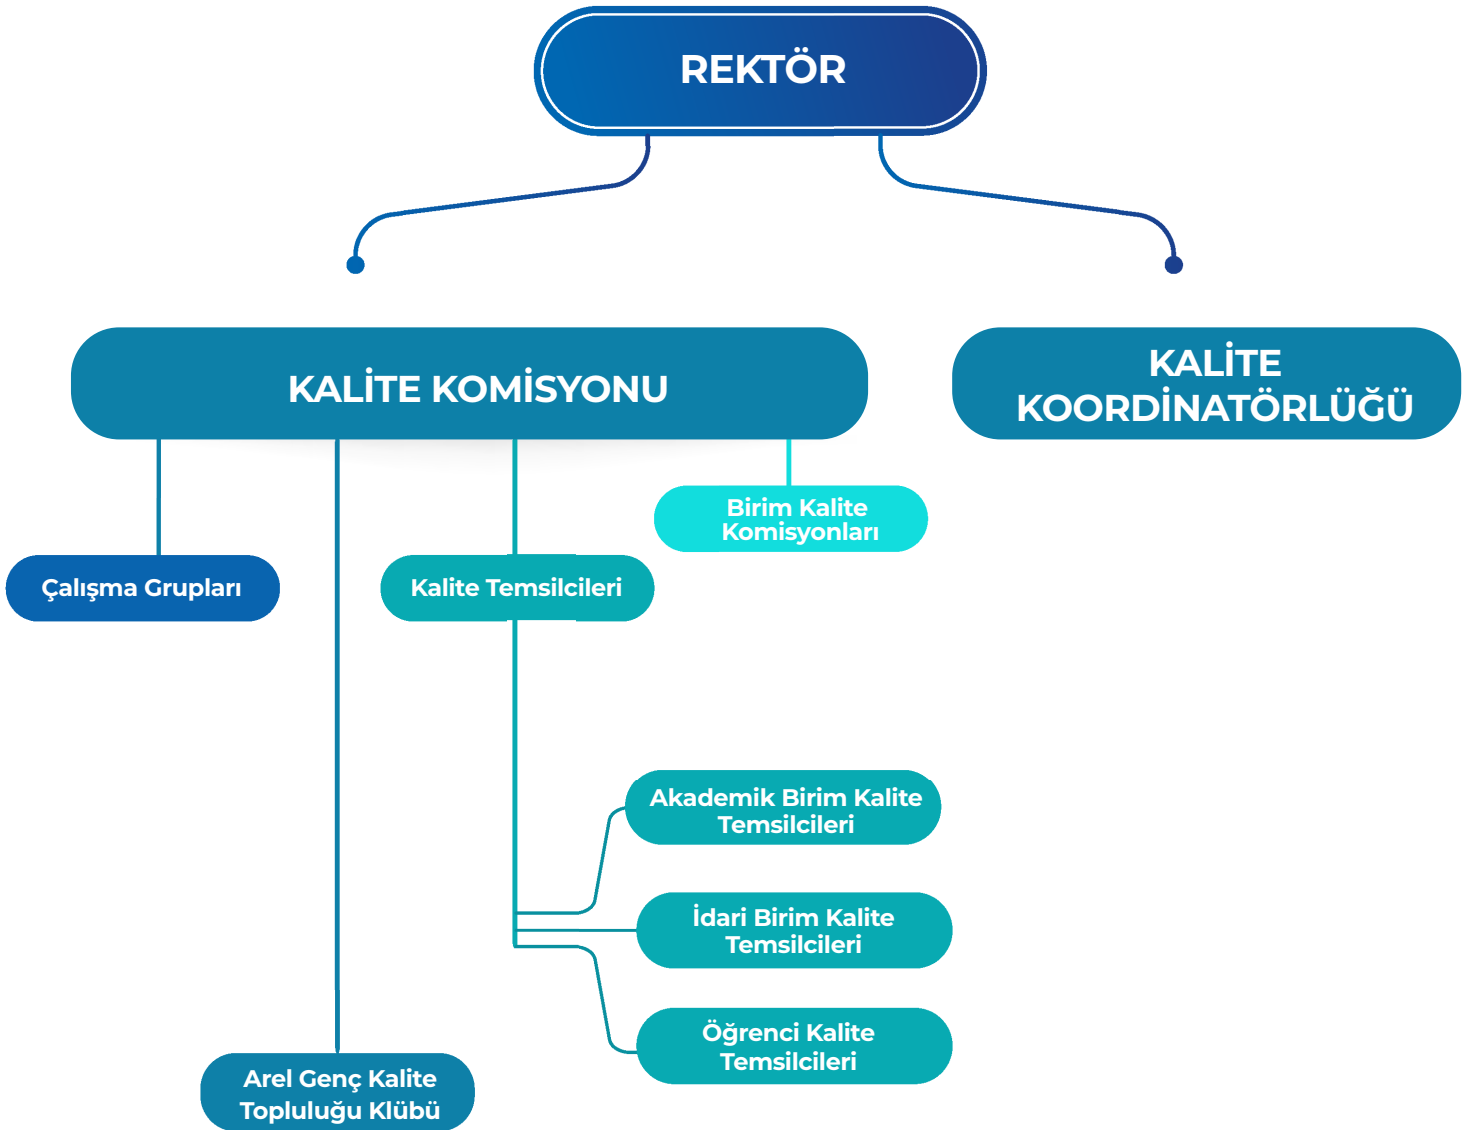 REKTÖR
KALİTE KOMİSYONU
KALİTE
KOORDİNATÖRLÜĞÜ
Birim Kalite
Komisyonları
Çalışma Grupları
Kalite Temsilcileri
Akademik Birim Kalite
Temsilcileri
İdari Birim Kalite
Temsilcileri
Öğrenci Kalite
Temsilcileri
Arel Genç Kalite
Topluluğu Klübü